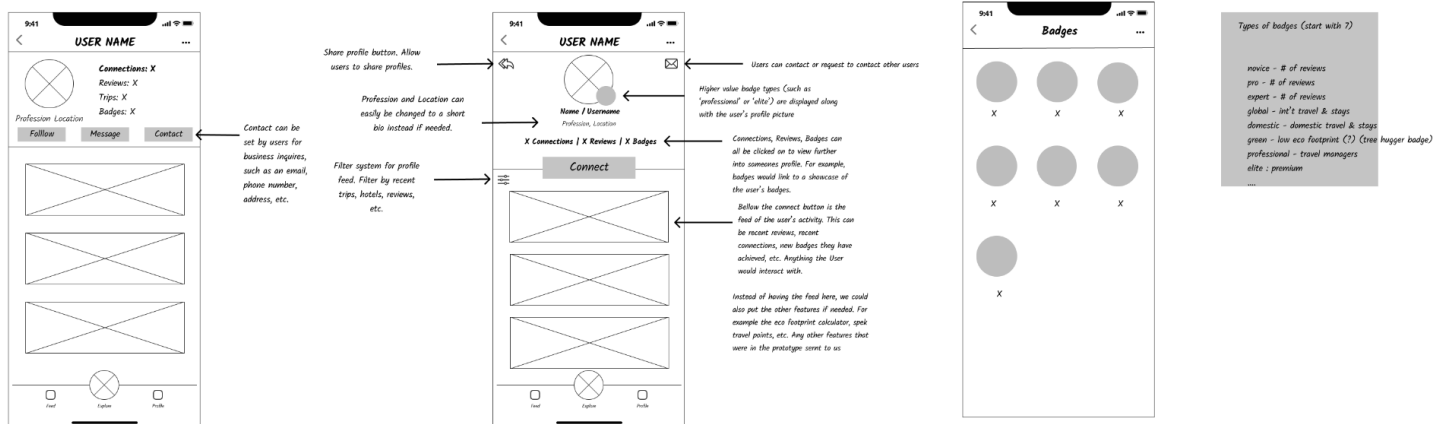 9:41
USER NAME
...
Connections: X
Reviews: X
Trips: X
Badges: X
Profession Location
Folllow
Message
Contact
Contact can be
set by users for
business inquires,
such as an email,
phone number,
address, etc.
Feed
Explore
Profile
Share profile button. Allow
users to share profiles.
Profession and Location can
easily be changed to a short
bio instead if needed.
Filter system for profile
feed. Filter by recent
trips, hotels, reviews,
etc.
9:41
USER NAME
...
Name / Username
Profession, Location
X Connections | X Reviews | X Badges
Connect
Feed
Explore
Profile
Users can contact or request to contact other users
Higher value badge types (such as
'professional' or 'elite') are displayed along
with the user's profile picture
Connections, Reviews, Badges can
all be clicked on to view further
into someones profile. For example,
badges would link to a showcase of
the user's badges.
Bellow the connect button is the
feed of the user's activity. This can
be recent reviews, recent
connections, new badges they have
achieved, etc. Anything the User
would interact with.
Instead of having the feed here, we could
also put the other features if needed. For
example the eco footprint calculator, spek
travel points, etc. Any other features that
were in the prototype sernt to us
9:41
Badges
...
X X X
X X X
X
Types of badges (start with 7)
novice - # of reviews
pro - # of reviews
expert - # of reviews
global - int't travel & stays
domestic - domestic travel & stays
green - low eco footprint (?) (tree hugger badge)
professional - travel managers
elite : premium
....